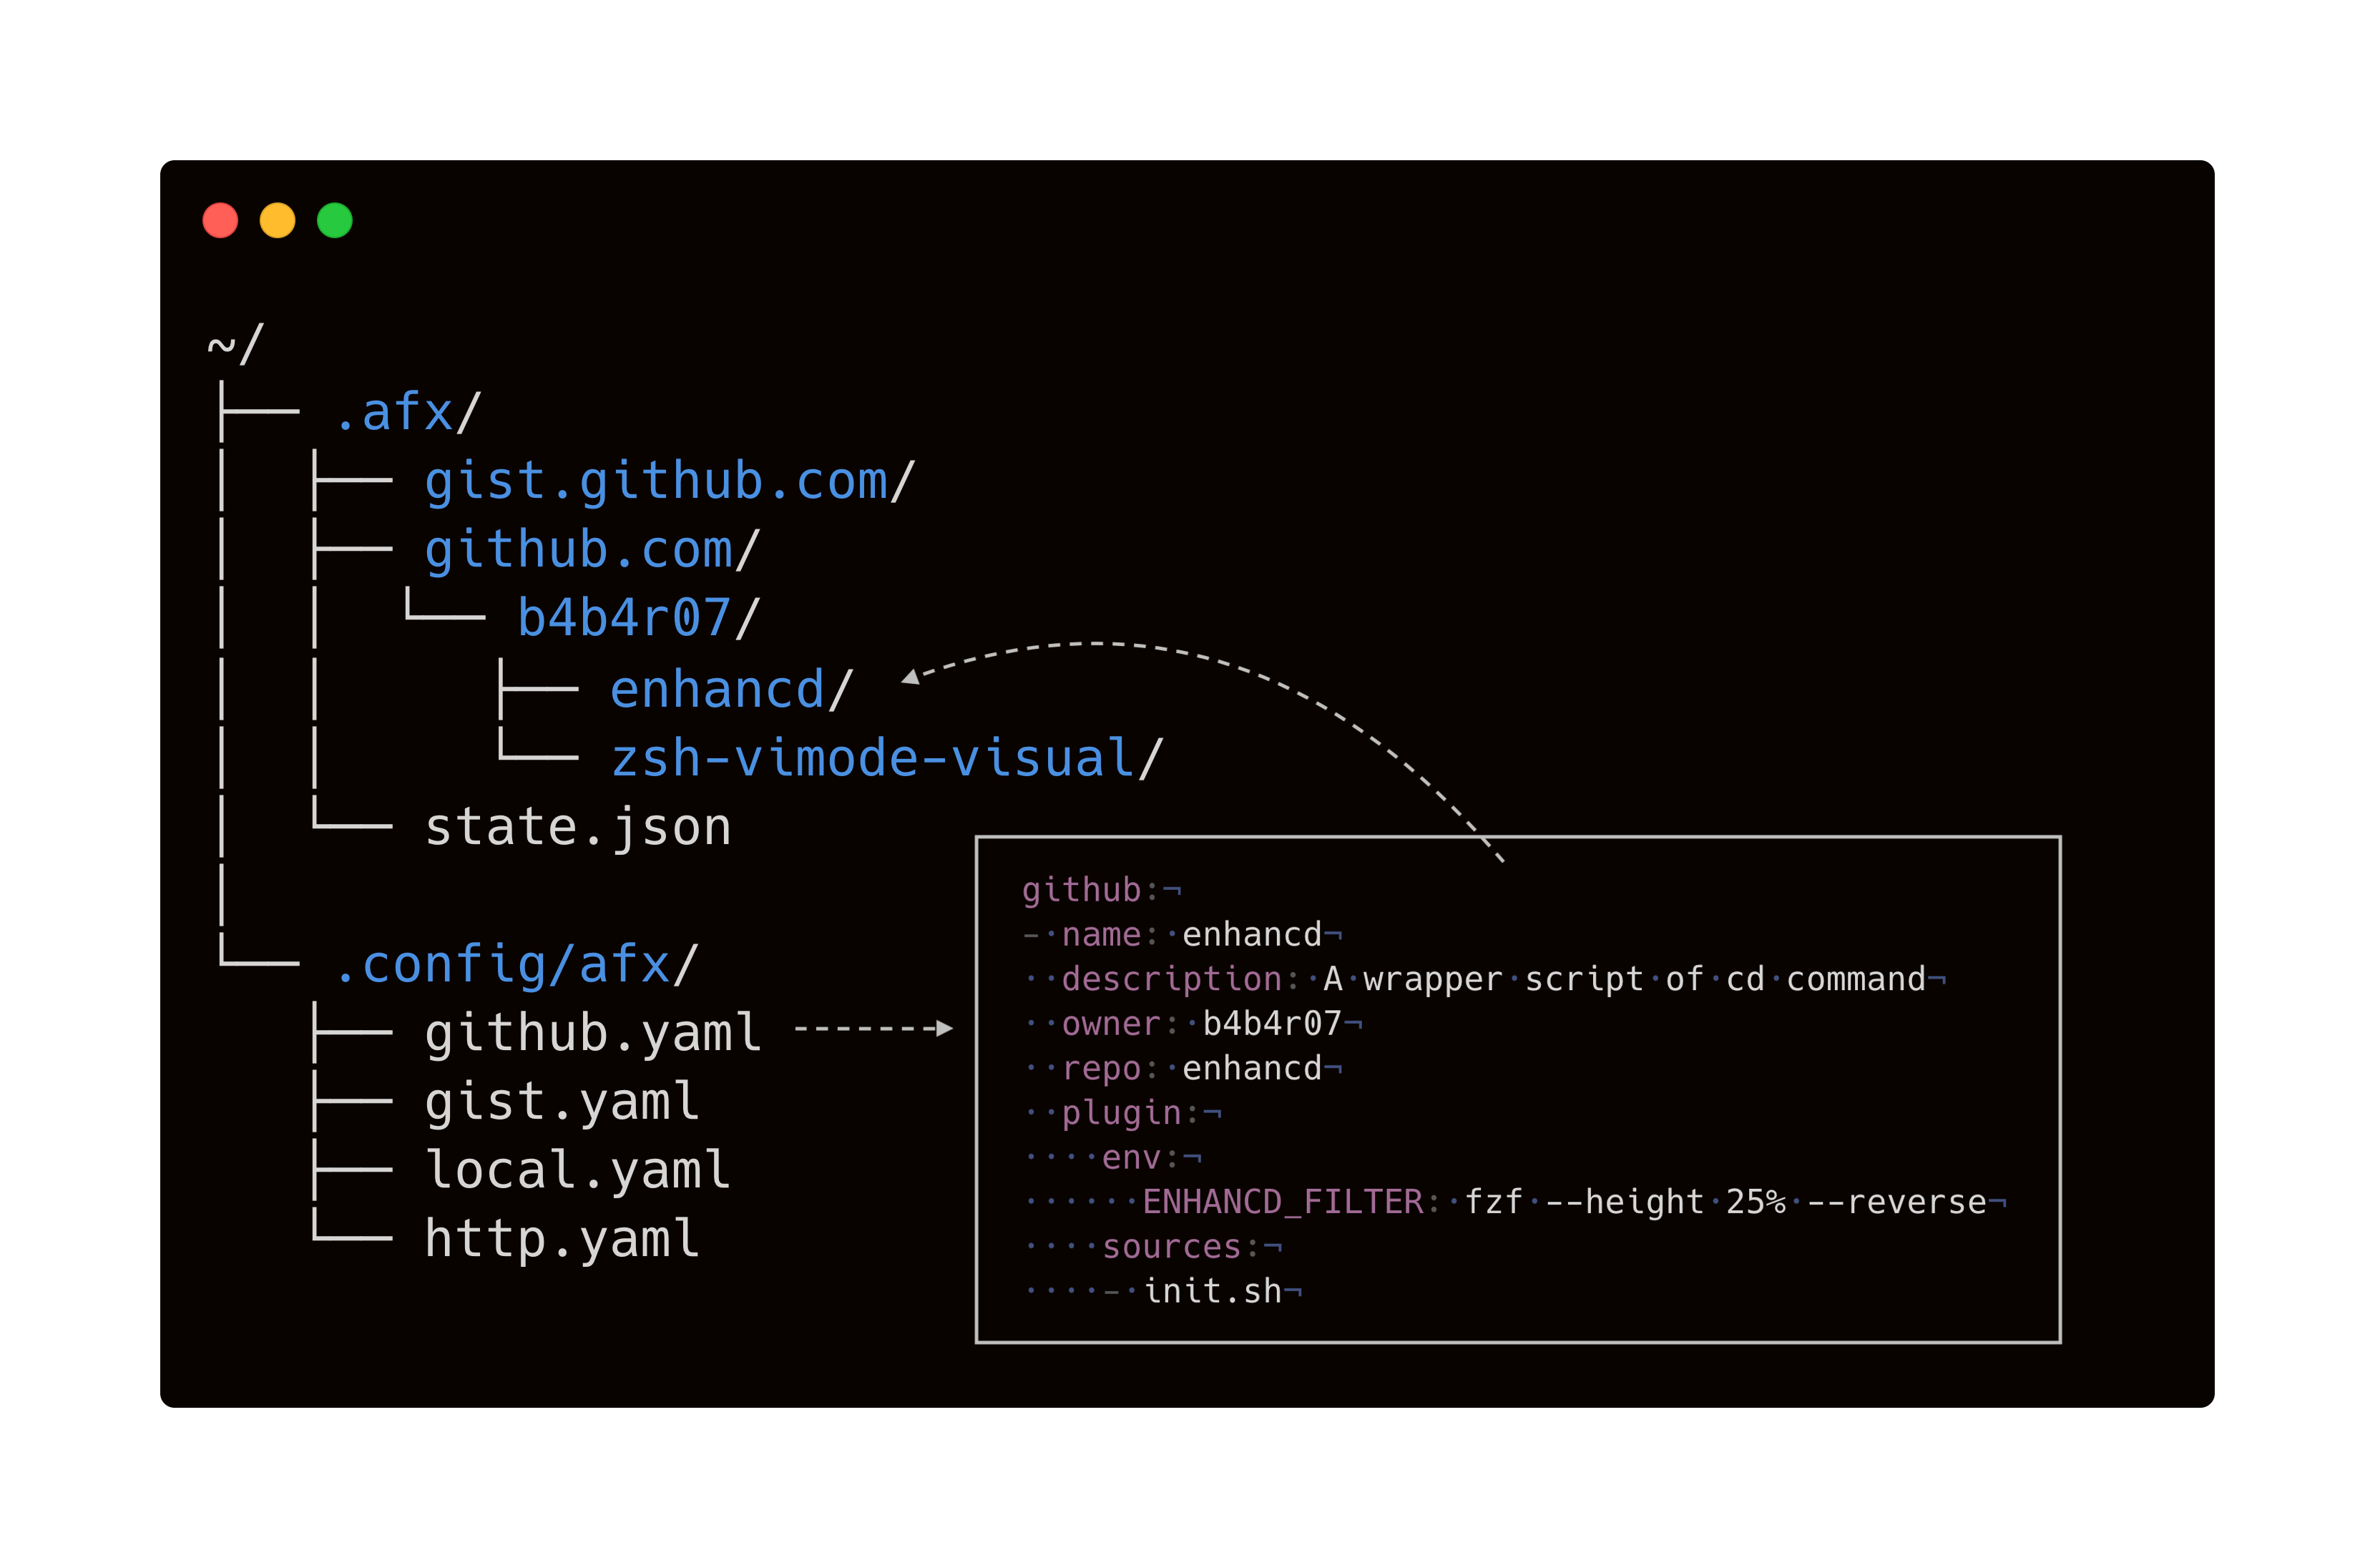 ~/
├── .afx/
│  ├── gist.github.com/
│  ├── github.com/
│  │  └── b4b4r07/
│  │     ├── enhancd/
│  │     └── zsh-vimode-visual/
│  └── state.json
│
└── .config/afx/
   ├── github.yaml
   ├── gist.yaml
   ├── local.yaml
   └── http.yaml
github:¬
-·name:·enhancd¬
··description:·A·wrapper·script·of·cd·command¬
··owner:·b4b4r07¬
··repo:·enhancd¬
··plugin:¬
····env:¬
······ENHANCD_FILTER:·fzf·--height·25%·--reverse¬
····sources:¬
····-·init.sh¬